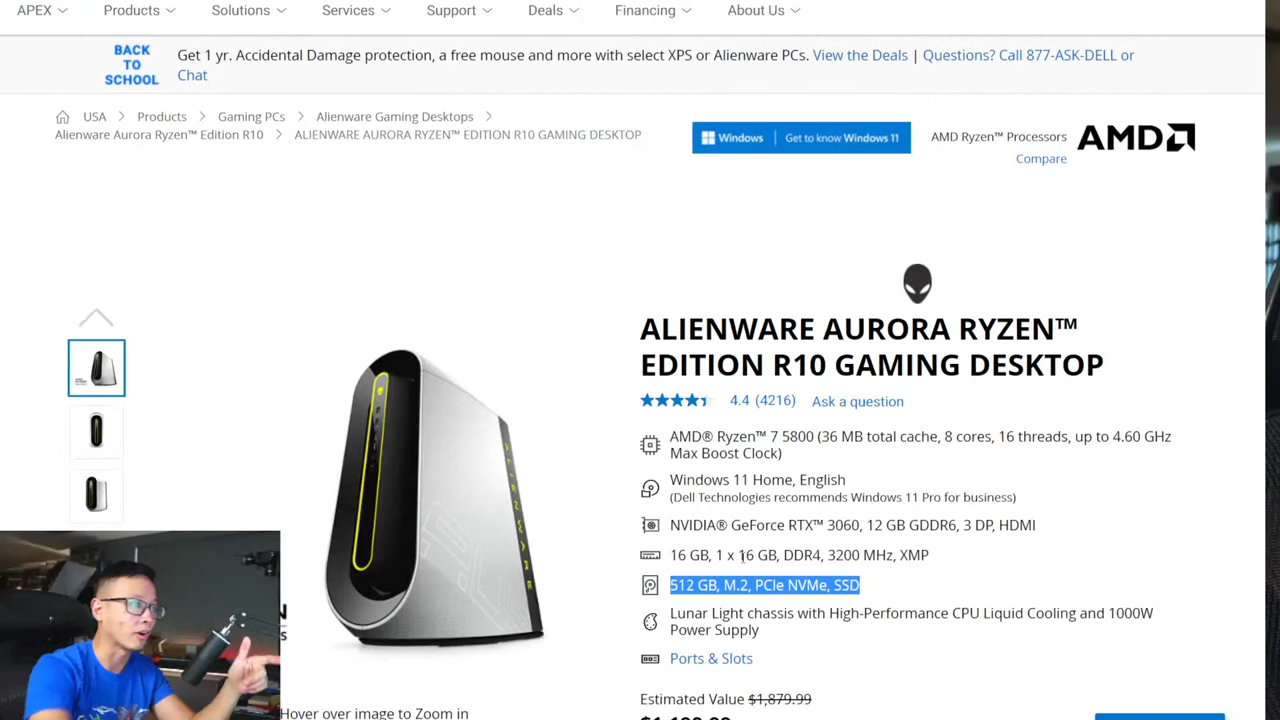 APEX Products Solutions Services Support Deals Financing About Us
BACK
TO
SCHOOL
Get 1 yr. Accidental Damage protection, a free mouse and more with select XPS or Alienware PCs. View the Deals | Questions? Call 877-ASK-DELL or
Chat
USA Products Gaming PCs Alienware Gaming Desktops
Alienware Aurora Ryzen™ Edition R10 ALIENWARE AURORA RYZEN™ EDITION R10 GAMING DESKTOP
Windows | Get to know Windows 11
AMD Ryzen™ Processors
Compare
AMD
ALIENWARE AURORA RYZEN™
EDITION R10 GAMING DESKTOP
4.4 (4216) Ask a question
AMD® Ryzen™ 7 5800 (36 MB total cache, 8 cores, 16 threads, up to 4.60 GHz
Max Boost Clock)
Windows 11 Home, English
(Dell Technologies recommends Windows 11 Pro for business)
NVIDIA® GeForce RTX™ 3060, 12 GB GDDR6, 3 DP, HDMI
16 GB, 1 x 16 GB, DDR4, 3200 MHz, XMP
512 GB, M.2, PCIe NVMe, SSD
Lunar Light chassis with High-Performance CPU Liquid Cooling and 1000W
Power Supply
Ports & Slots
Estimated Value $1,879.99
ALIENWARE
Hover over image to Zoom in